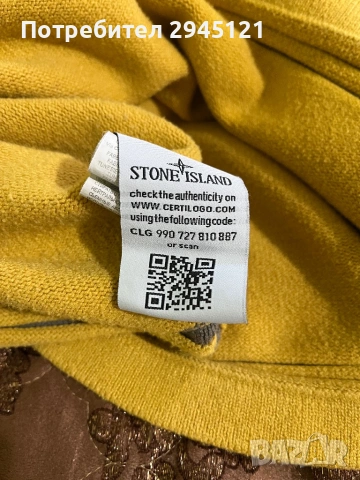 Потребител 2945121
STONE ISLAND
check the authenticity on
WWW.CERTILOGO.COM
using the following code:
CLG 990 727 810 887
or scan
BAZAR